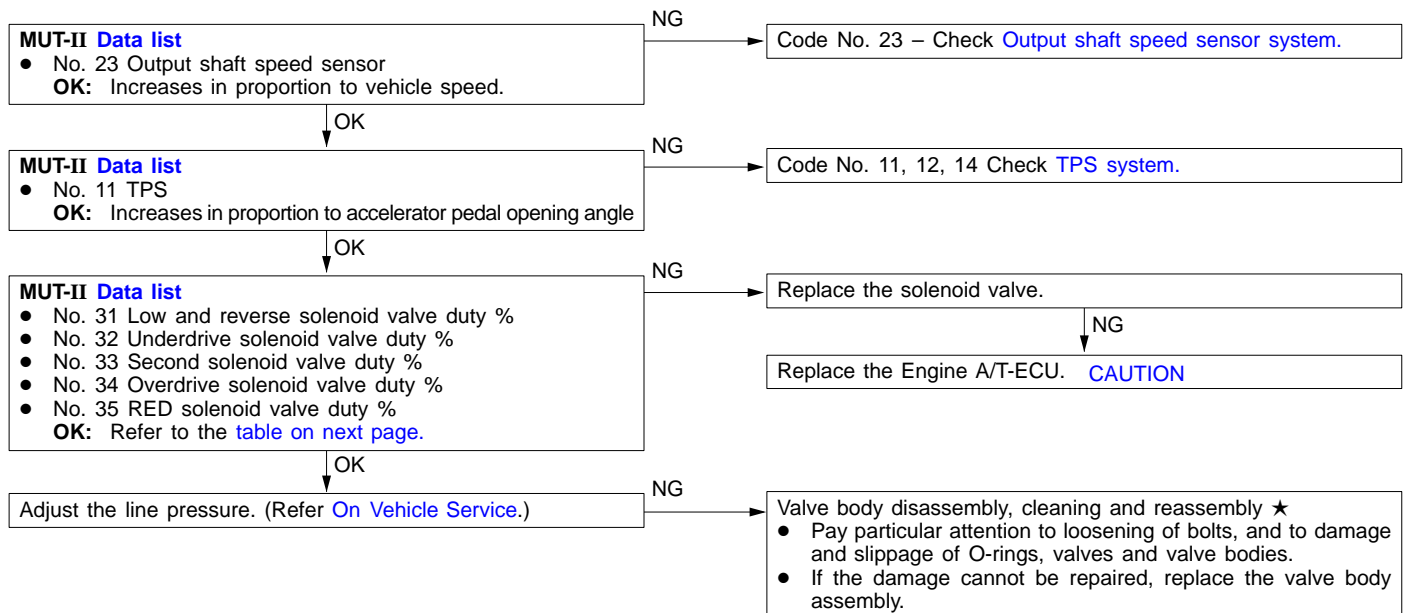 MUT-II Data list
● No. 23 Output shaft speed sensor
OK: Increases in proportion to vehicle speed.
NG
Code No. 23 – Check Output shaft speed sensor system.
OK
MUT-II Data list
● No. 11 TPS
OK: Increases in proportion to accelerator pedal opening angle
NG
Code No. 11, 12, 14 Check TPS system.
OK
MUT-II Data list
● No. 31 Low and reverse solenoid valve duty %
● No. 32 Underdrive solenoid valve duty %
● No. 33 Second solenoid valve duty %
● No. 34 Overdrive solenoid valve duty %
● No. 35 RED solenoid valve duty %
OK: Refer to the table on next page.
NG
Replace the solenoid valve.
NG
Replace the Engine A/T-ECU. CAUTION
OK
Adjust the line pressure. (Refer On Vehicle Service.)
NG
Valve body disassembly, cleaning and reassembly ★
● Pay particular attention to loosening of bolts, and to damage
and slippage of O-rings, valves and valve bodies.
● If the damage cannot be repaired, replace the valve body
assembly.